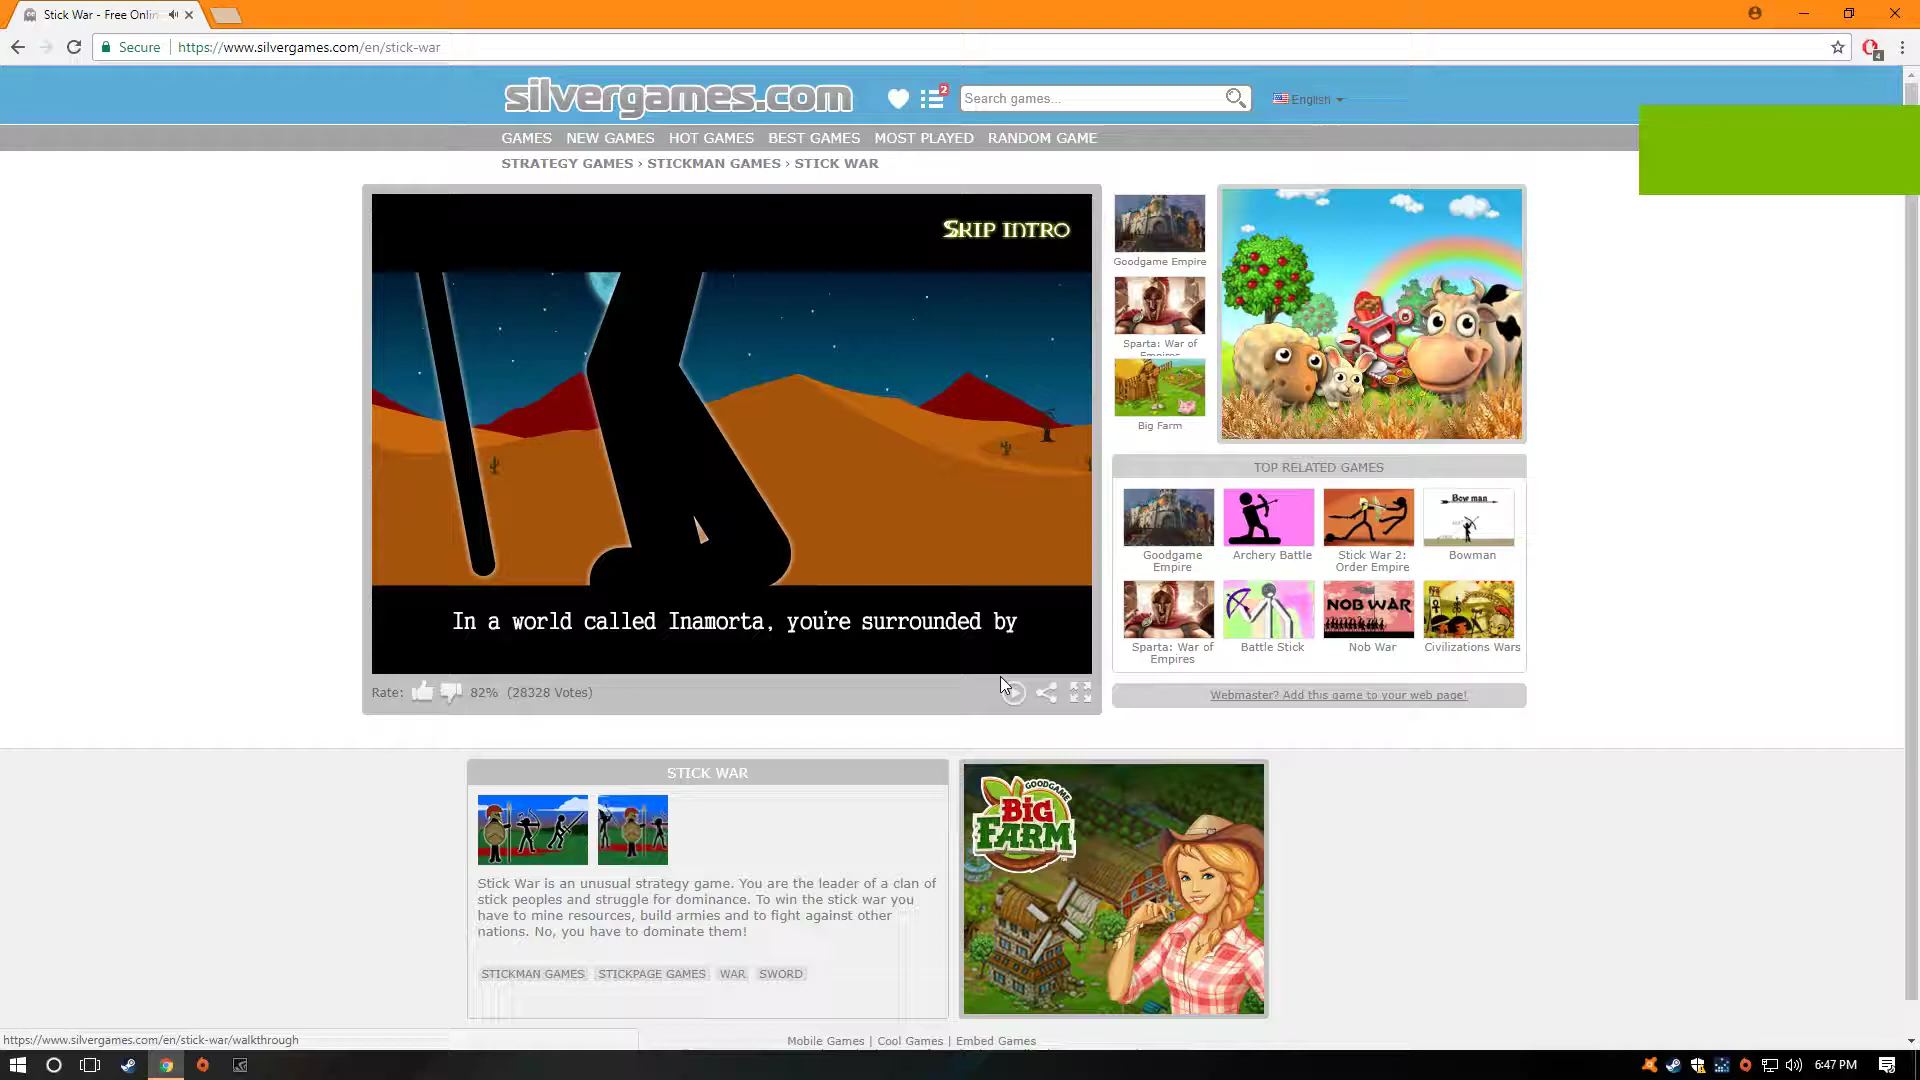 Stick War - Free Onlin
Secure
https://www.silvergames.com/en/stick-war
4
silvergames.com
2
Search games...
English
GAMES NEW GAMES HOT GAMES BEST GAMES MOST PLAYED RANDOM GAME
STRATEGY GAMES › STICKMAN GAMES › STICK WAR
SKIP INTRO
In a world called Inamorta, you're surrounded by
Rate: 82% (28328 Votes)
Goodgame Empire
Sparta: War of
Empires
Big Farm
TOP RELATED GAMES
Goodgame
Empire
Archery Battle
Stick War 2:
Order Empire
Bow man
Bowman
Sparta: War of
Empires
Battle Stick
NOB WAR
Nob War
Civilizations Wars
Webmaster? Add this game to your web page!
STICK WAR
Stick War is an unusual strategy game. You are the leader of a clan of
stick peoples and struggle for dominance. To win the stick war you
have to mine resources, build armies and to fight against other
nations. No, you have to dominate them!
STICKMAN GAMES STICKPAGE GAMES WAR SWORD
GOODGAME
BIG
FARM
https://www.silvergames.com/en/stick-war/walkthrough
Mobile Games | Cool Games | Embed Games
6:47 PM